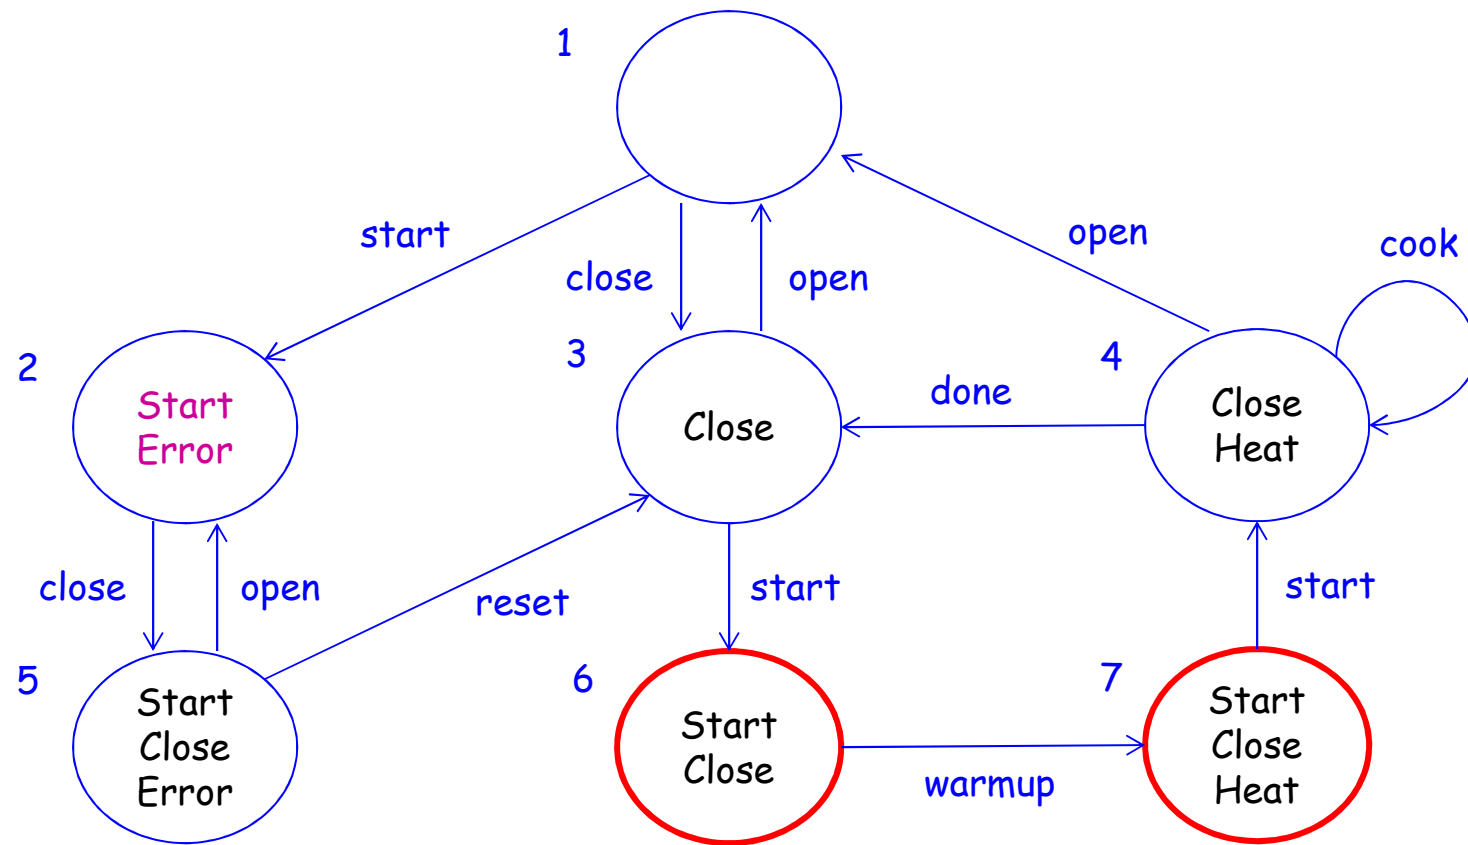 1
start
close
open
open
cook
2
Start
Error
3
Close
done
4
Close
Heat
close
open
reset
start
start
5
Start
Close
Error
6
Start
Close
warmup
7
Start
Close
Heat